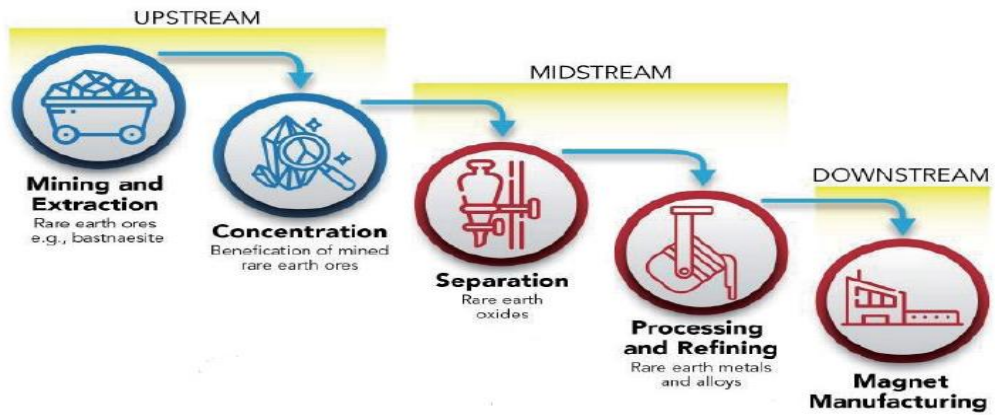 UPSTREAM
Mining and
Extraction
Rare earth ores
e.g., bastnaesite
Concentration
Benefication of mined
rare earth ores
MIDSTREAM
Separation
Rare earth
oxides
Processing
and Refining
Rare earth metals
and alloys
DOWNSTREAM
Magnet
Manufacturing